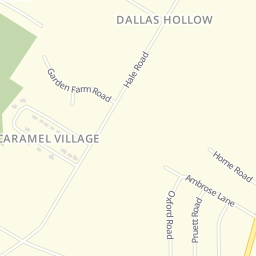 DALLAS HOLLOW
Hale Road
Garden Farm Road
CARAMEL VILLAGE
Home Road
Ambrose Lane
Oxford Road
Pruett Road